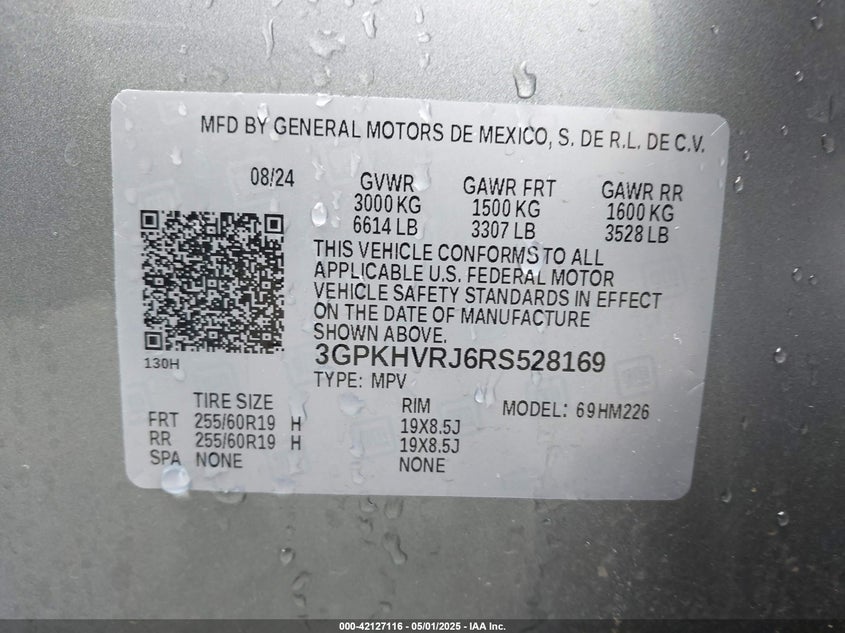 MFD BY GENERAL MOTORS DE MEXICO, S. DE R.L. DE C.V.
08/24 GVWR GAWR FRT GAWR RR
3000 KG 1500 KG 1600 KG
6614 LB 3307 LB 3528 LB
THIS VEHICLE CONFORMS TO ALL
APPLICABLE U.S. FEDERAL MOTOR
VEHICLE SAFETY STANDARDS IN EFFECT
ON THE DATE OF MANUFACTURE
SHOWN ABOVE.
3GPKHVRJ6RS528169
130H
TYPE: MPV
TIRE SIZE RIM MODEL: 69HM226
FRT 255/60R19 H 19X8.5J
RR 255/60R19 H 19X8.5J
SPA NONE NONE
000-42127116 - 05/01/2025 - IAA Inc.